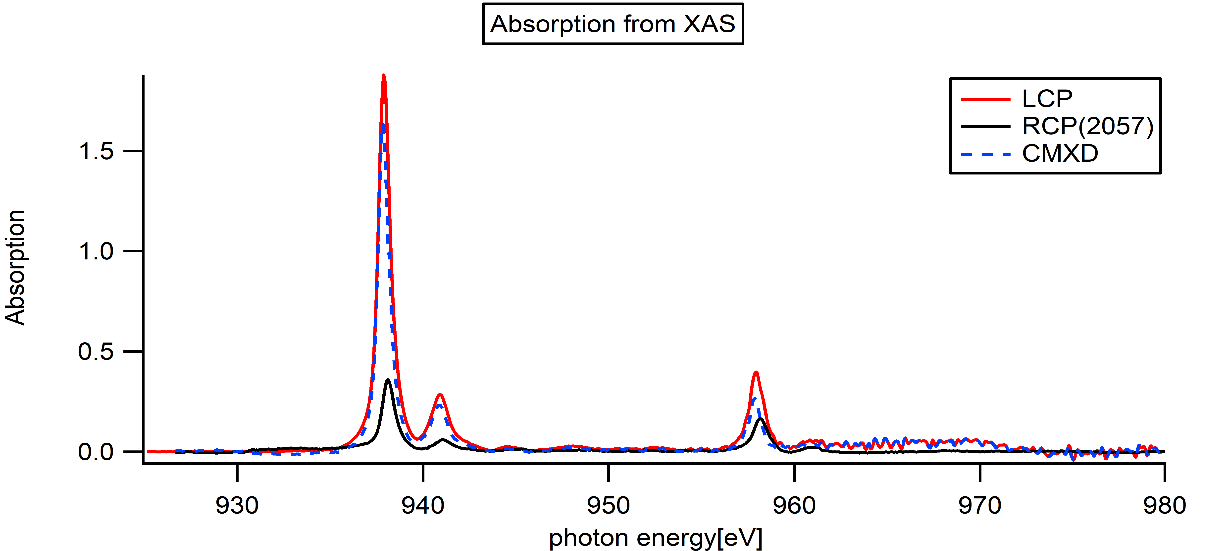 Absorption from XAS
LCP
RCP(2057)
CMXD
1.5
1.0
0.5
0.0
Absorption
930
940
950
960
970
980
photon energy[eV]